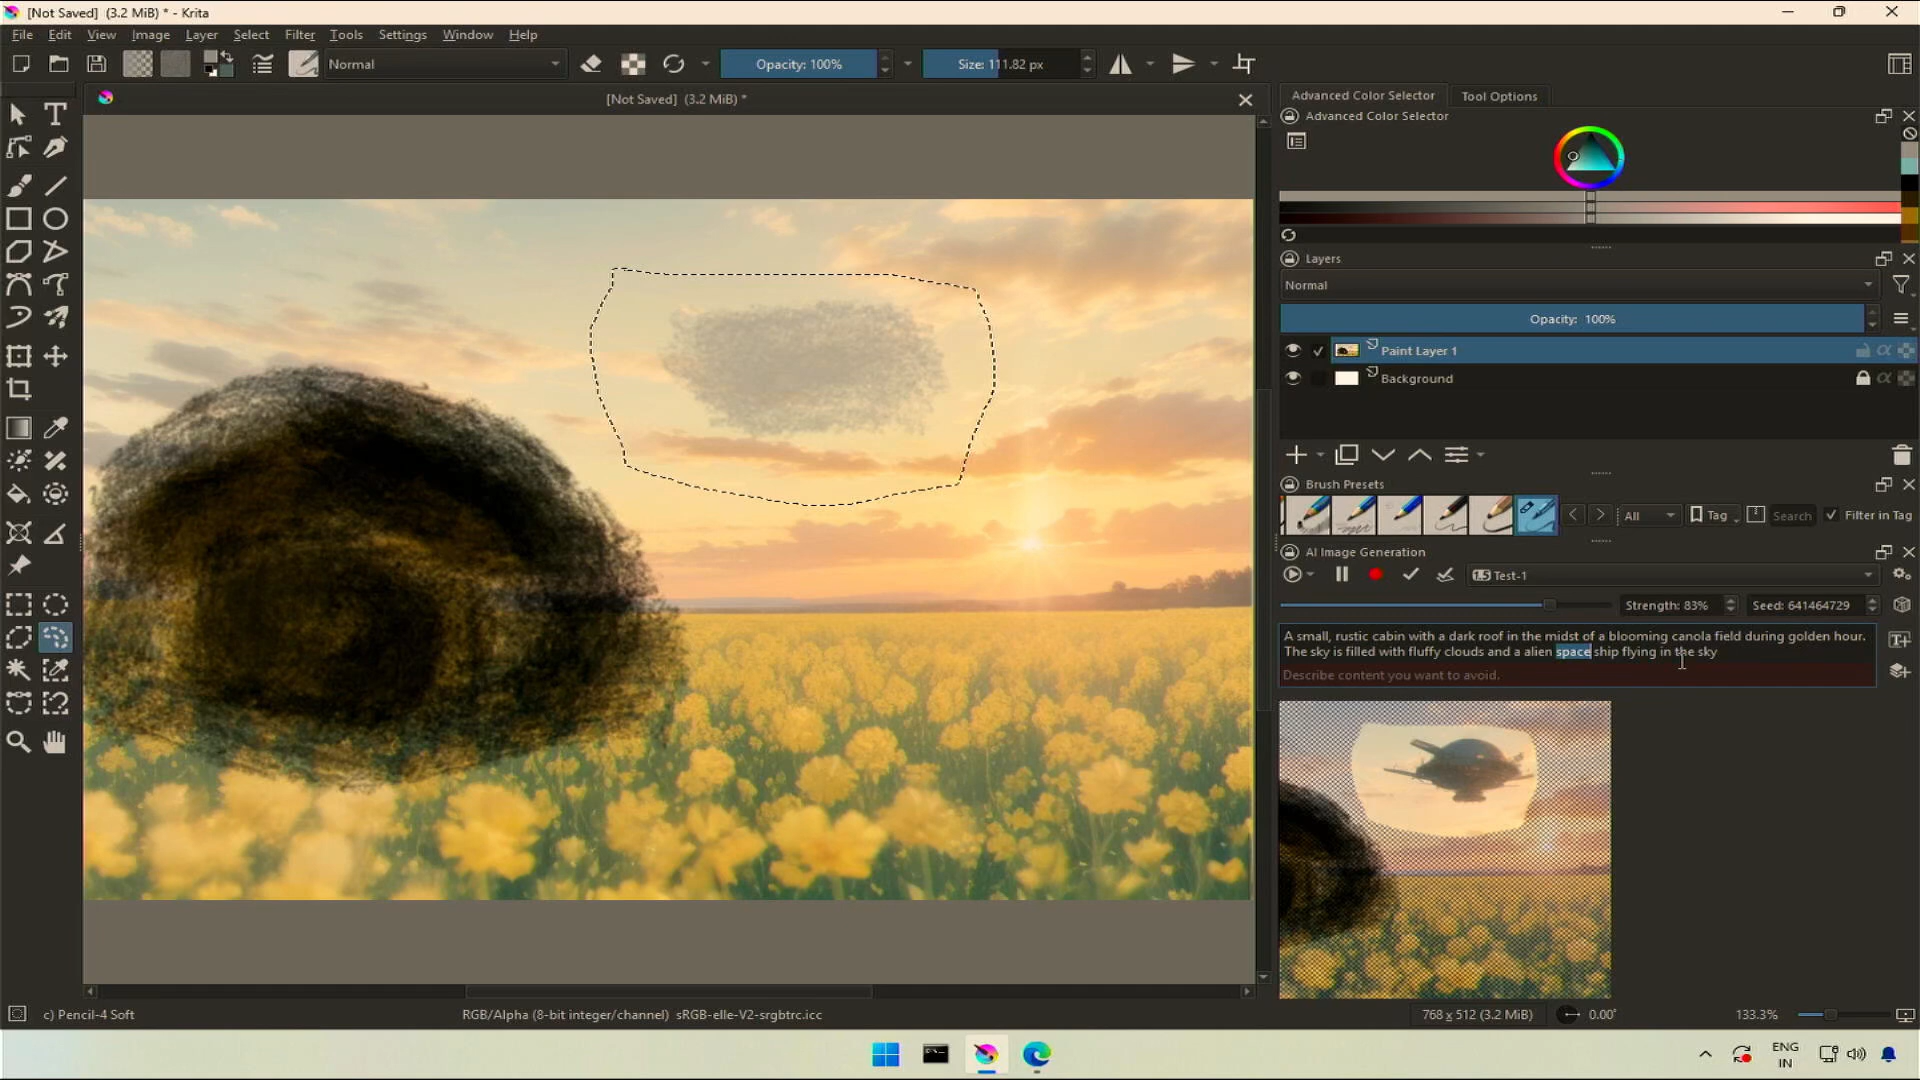 [Not Saved]  (3.2 MiB) * - Krita
File Edit View Image Layer Select Filter Tools Settings Window Help
Normal
Opacity: 100%
Size: 111.82 px
[Not Saved]  (3.2 MiB) *
Advanced Color Selector
Tool Options
Advanced Color Selector
Layers
Normal
Opacity:  100%
Paint Layer 1
Background
Brush Presets
All
Tag
Search
Filter in Tag
AI Image Generation
1.5 Test-1
Strength: 83%
Seed: 641464729
A small, rustic cabin with a dark roof in the midst of a blooming canola field during golden hour.
The sky is filled with fluffy clouds and a alien space ship flying in the sky
Describe content you want to avoid.
c) Pencil-4 Soft
RGB/Alpha (8-bit integer/channel)  sRGB-elle-V2-srgbtrc.icc
768 x 512 (3.2 MiB)
0.00°
133.3%
ENG
IN